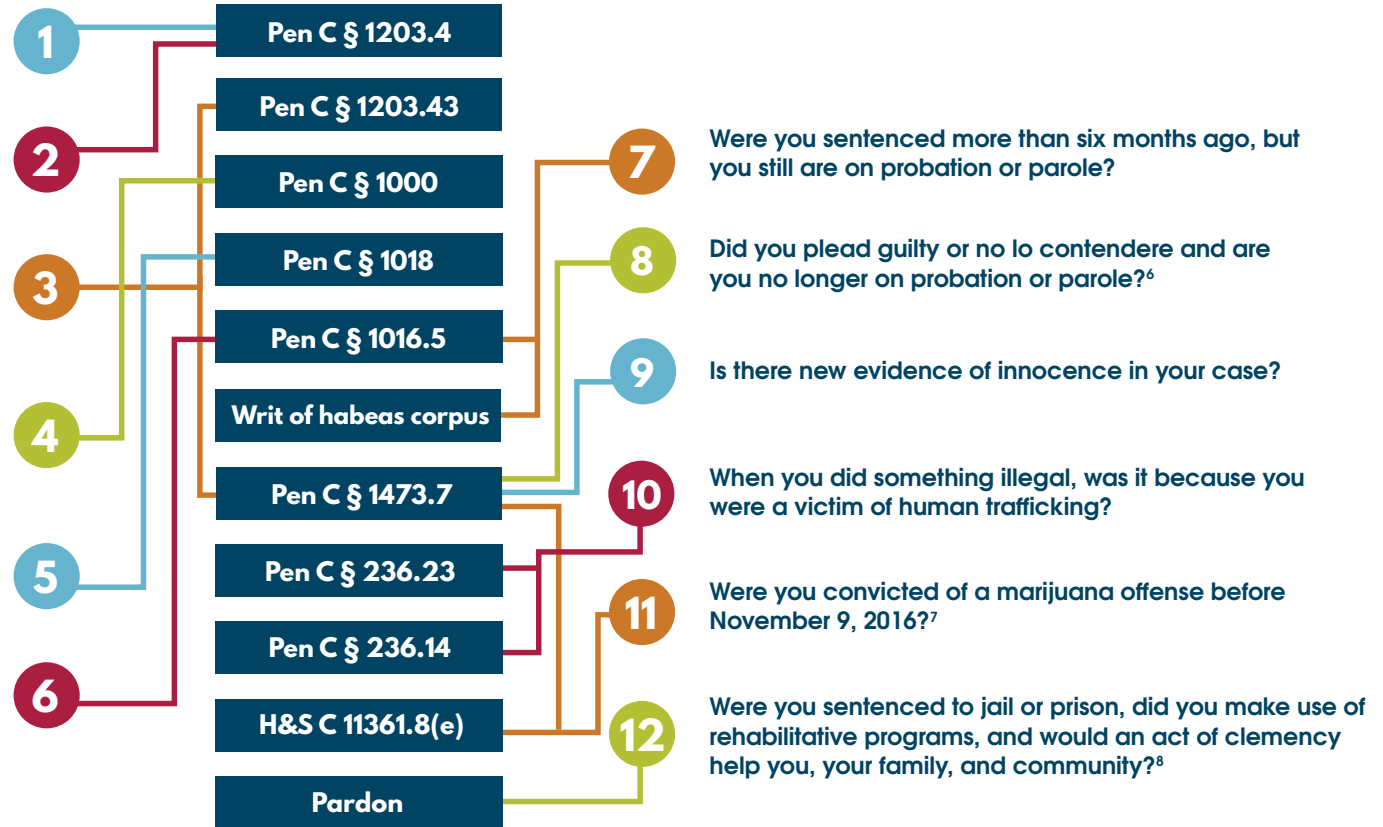 1
2
3
4
5
6
Pen C § 1203.4
Pen C § 1203.43
Pen C § 1000
Pen C § 1018
Pen C § 1016.5
Writ of habeas corpus
Pen C § 1473.7
Pen C § 236.23
Pen C § 236.14
H&S C 11361.8(e)
Pardon
7
Were you sentenced more than six months ago, but
you still are on probation or parole?
8
Did you plead guilty or no lo contendere and are
you no longer on probation or parole?⁶
9
Is there new evidence of innocence in your case?
10
When you did something illegal, was it because you
were a victim of human trafficking?
11
Were you convicted of a marijuana offense before
November 9, 2016?⁷
12
Were you sentenced to jail or prison, did you make use of
rehabilitative programs, and would an act of clemency
help you, your family, and community?⁸